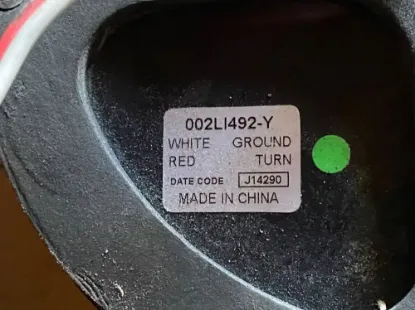 002LI492-Y
WHITE GROUND
RED TURN
DATE CODE J14290
MADE IN CHINA